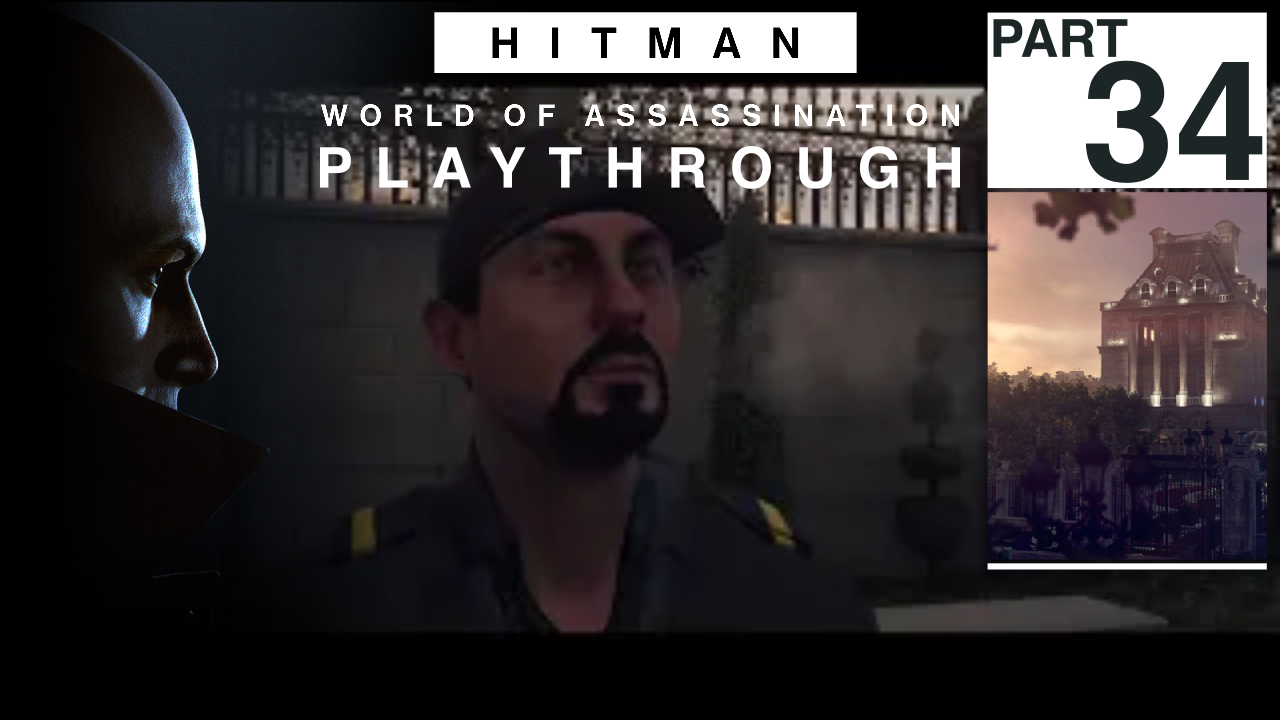 HITMAN
WORLD OF ASSASSINATION
PLAYTHROUGH
PART
34